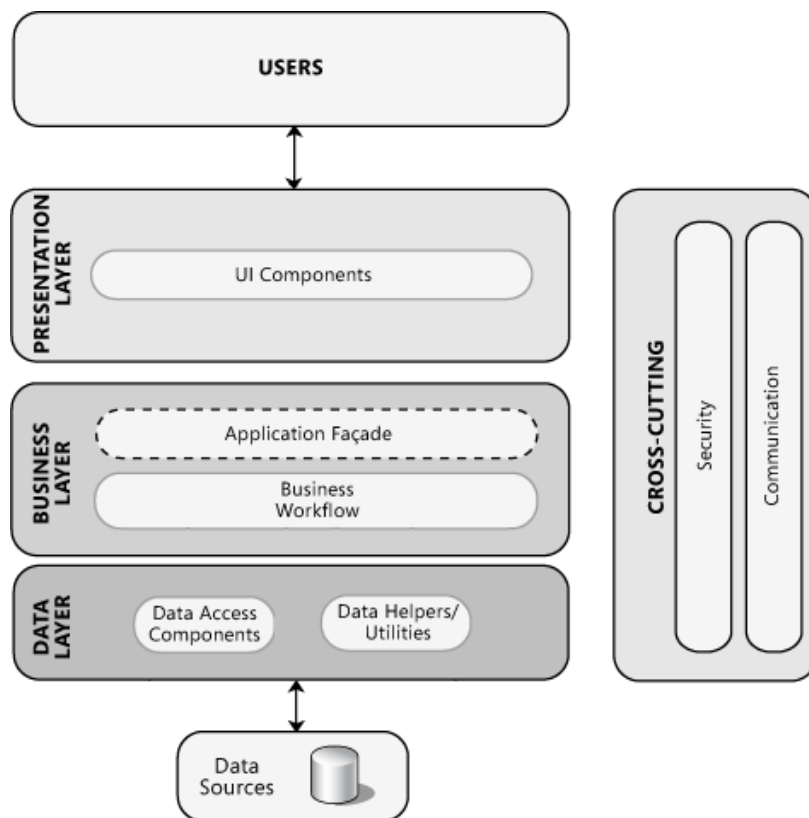 USERS
PRESENTATION
LAYER
UI Components
BUSINESS
LAYER
Application Façade
Business
Workflow
DATA
LAYER
Data Access
Components
Data Helpers/
Utilities
Data
Sources
CROSS-CUTTING
Security
Communication